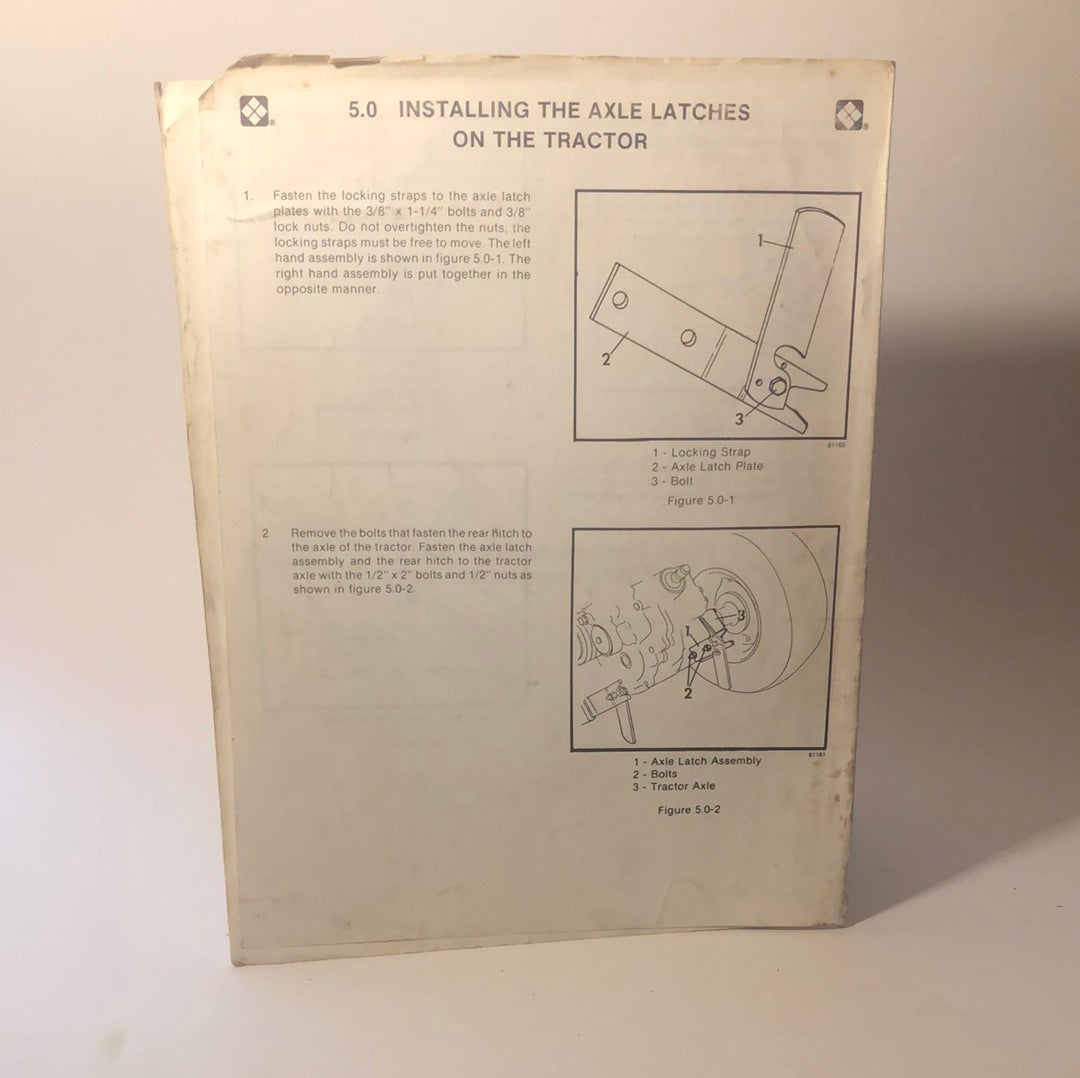 5.0 INSTALLING THE AXLE LATCHES
ON THE TRACTOR
1. Fasten the locking straps to the axle latch
plates with the 3/8" x 1-1/4" bolts and 3/8"
lock nuts. Do not overtighten the nuts, the
locking straps must be free to move. The left
hand assembly is shown in figure 5.0-1. The
right hand assembly is put together in the
opposite manner.
1
2
3
81160
1 - Locking Strap
2 - Axle Latch Plate
3 - Bolt
Figure 5.0-1
2. Remove the bolts that fasten the rear hitch to
the axle of the tractor. Fasten the axle latch
assembly and the rear hitch to the tractor
axle with the 1/2" x 2" bolts and 1/2" nuts as
shown in figure 5.0-2.
3
1
2
81161
1 - Axle Latch Assembly
2 - Bolts
3 - Tractor Axle
Figure 5.0-2